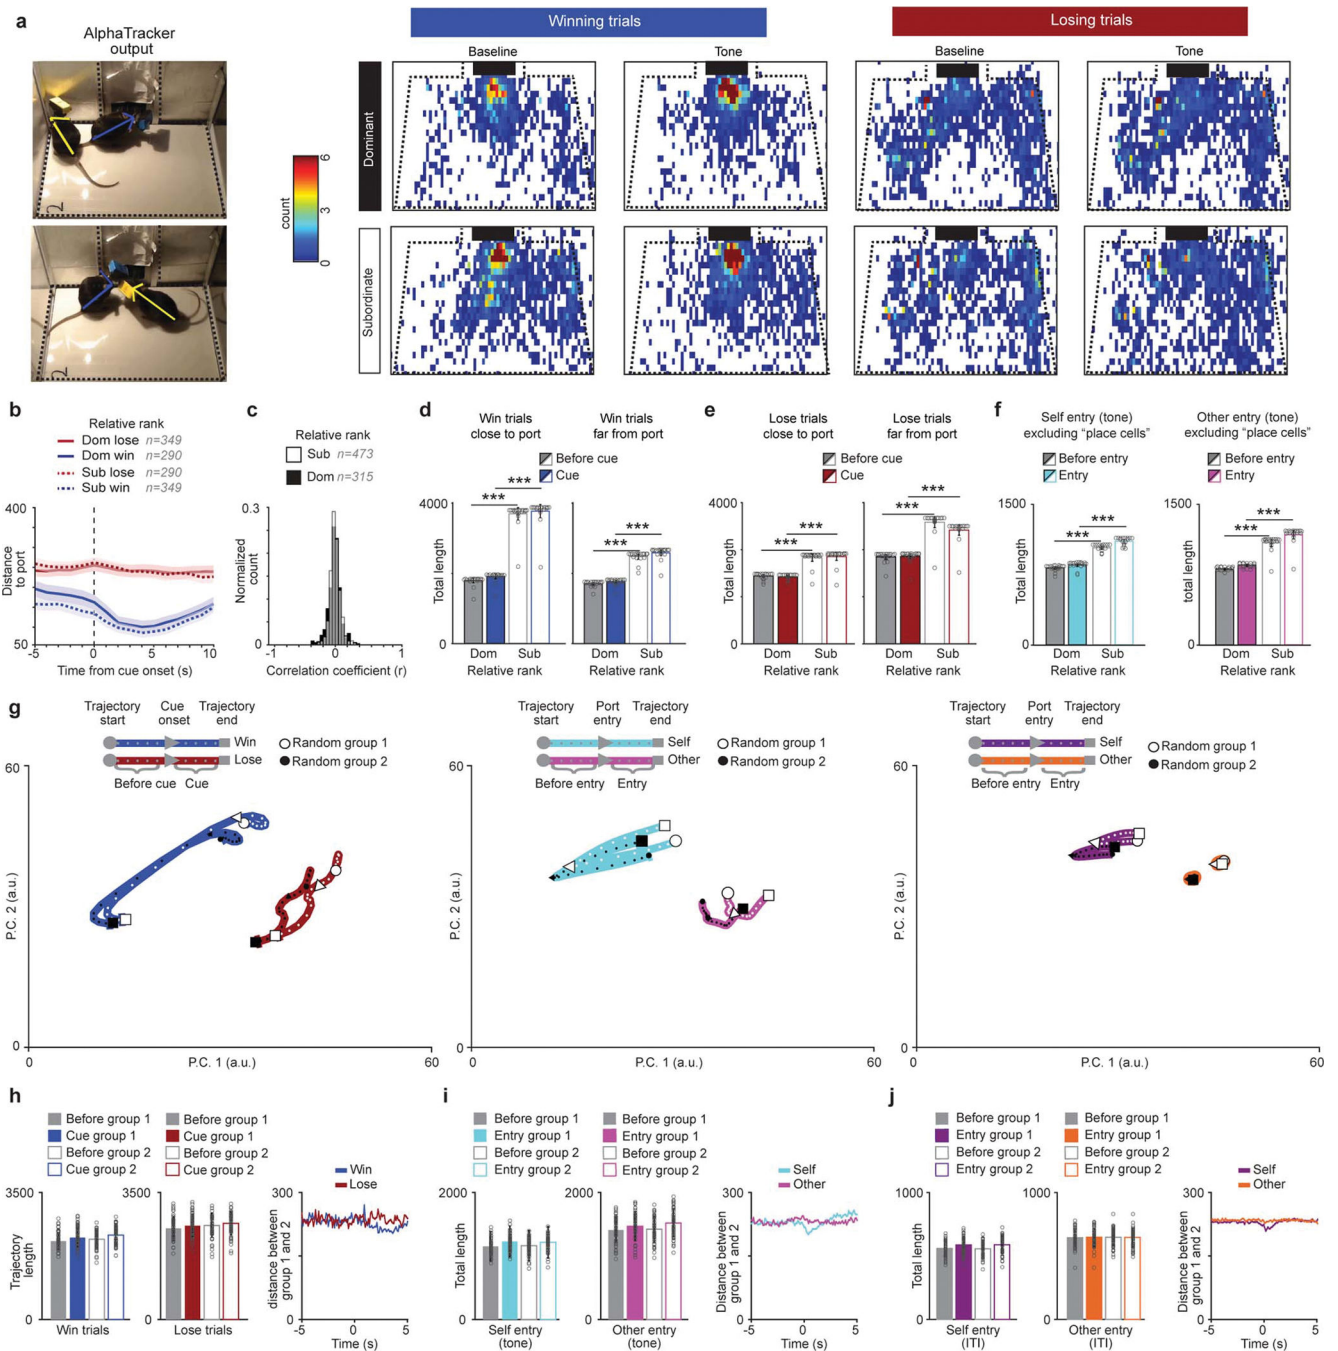 a
AlphaTracker
output
2
2
Winning trials
Losing trials
Baseline
Tone
Baseline
Tone
Dominant
Subordinate
count
6
3
0
b
Relative rank
Dom lose n=349
Dom win n=290
Sub lose n=290
Sub win n=349
400
50
Distance
to port
-5
0
5
10
Time from cue onset (s)
c
Relative rank
Sub n=473
Dom n=315
0.3
0
Normalized
count
-1
0
1
Correlation coefficient (r)
d
Win trials
close to port
Win trials
far from port
Before cue
Cue
4000
0
Total length
***
***
***
***
Dom Sub
Dom Sub
Relative rank
Relative rank
e
Lose trials
close to port
Lose trials
far from port
Before cue
Cue
4000
0
Total length
***
***
***
***
Dom Sub
Dom Sub
Relative rank
Relative rank
f
Self entry (tone)
excluding “place cells”
Other entry (tone)
excluding “place cells”
Before entry
Entry
Before entry
Entry
1500
0
Total length
***
***
1500
0
total length
***
***
Dom Sub
Dom Sub
Relative rank
Relative rank
g
Trajectory
start
Cue
onset
Trajectory
end
Win
Lose
Before cue
Cue
Random group 1
Random group 2
60
0
P.C. 2 (a.u.)
0
P.C. 1 (a.u.)
60
Trajectory
start
Port
entry
Trajectory
end
Self
Other
Before entry
Entry
Random group 1
Random group 2
60
0
P.C. 2 (a.u.)
0
P.C. 1 (a.u.)
60
Trajectory
start
Port
entry
Trajectory
end
Self
Other
Before entry
Entry
Random group 1
Random group 2
60
0
P.C. 2 (a.u.)
0
P.C. 1 (a.u.)
60
h
Before group 1
Cue group 1
Before group 2
Cue group 2
Before group 1
Cue group 1
Before group 2
Cue group 2
Win
Lose
3500
0
Trajectory
length
Win trials
3500
0
Lose trials
300
0
distance between
group 1 and 2
-5
0
5
Time (s)
i
Before group 1
Entry group 1
Before group 2
Entry group 2
Before group 1
Entry group 1
Before group 2
Entry group 2
Self
Other
2000
0
Total length
Self entry
(tone)
2000
0
Other entry
(tone)
300
0
Distance between
group 1 and 2
-5
0
5
Time (s)
j
Before group 1
Entry group 1
Before group 2
Entry group 2
Before group 1
Entry group 1
Before group 2
Entry group 2
Self
Other
1000
0
Total length
Self entry
(ITI)
1000
0
Other entry
(ITI)
300
0
Distance between
group 1 and 2
-5
0
5
Time (s)